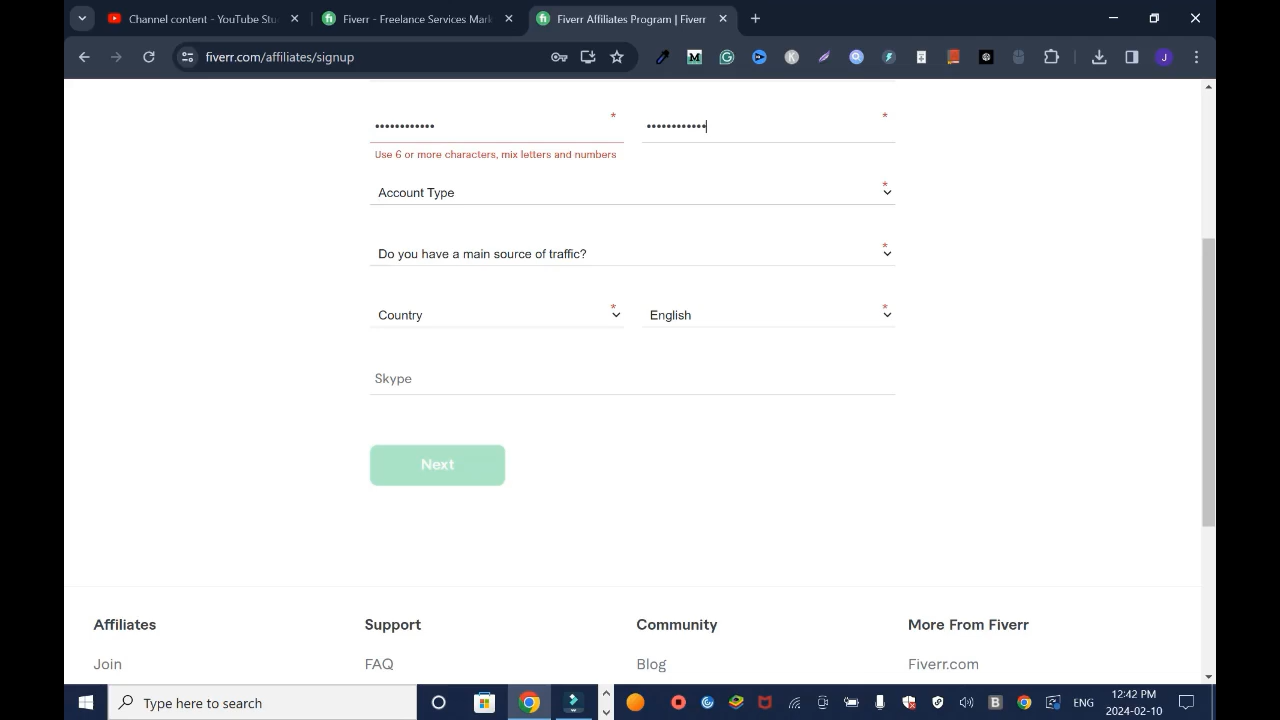 Channel content - YouTube Stu
Fiverr - Freelance Services Mark
Fiverr Affiliates Program | Fiverr
fiverr.com/affiliates/signup
J
•••••••••••• *
•••••••••••• *
Use 6 or more characters, mix letters and numbers
Account Type *
Do you have a main source of traffic? *
Country *
English *
Skype
Next
Affiliates
Support
Community
More From Fiverr
Join
FAQ
Blog
Fiverr.com
Type here to search
ENG
12:42 PM
2024-02-10